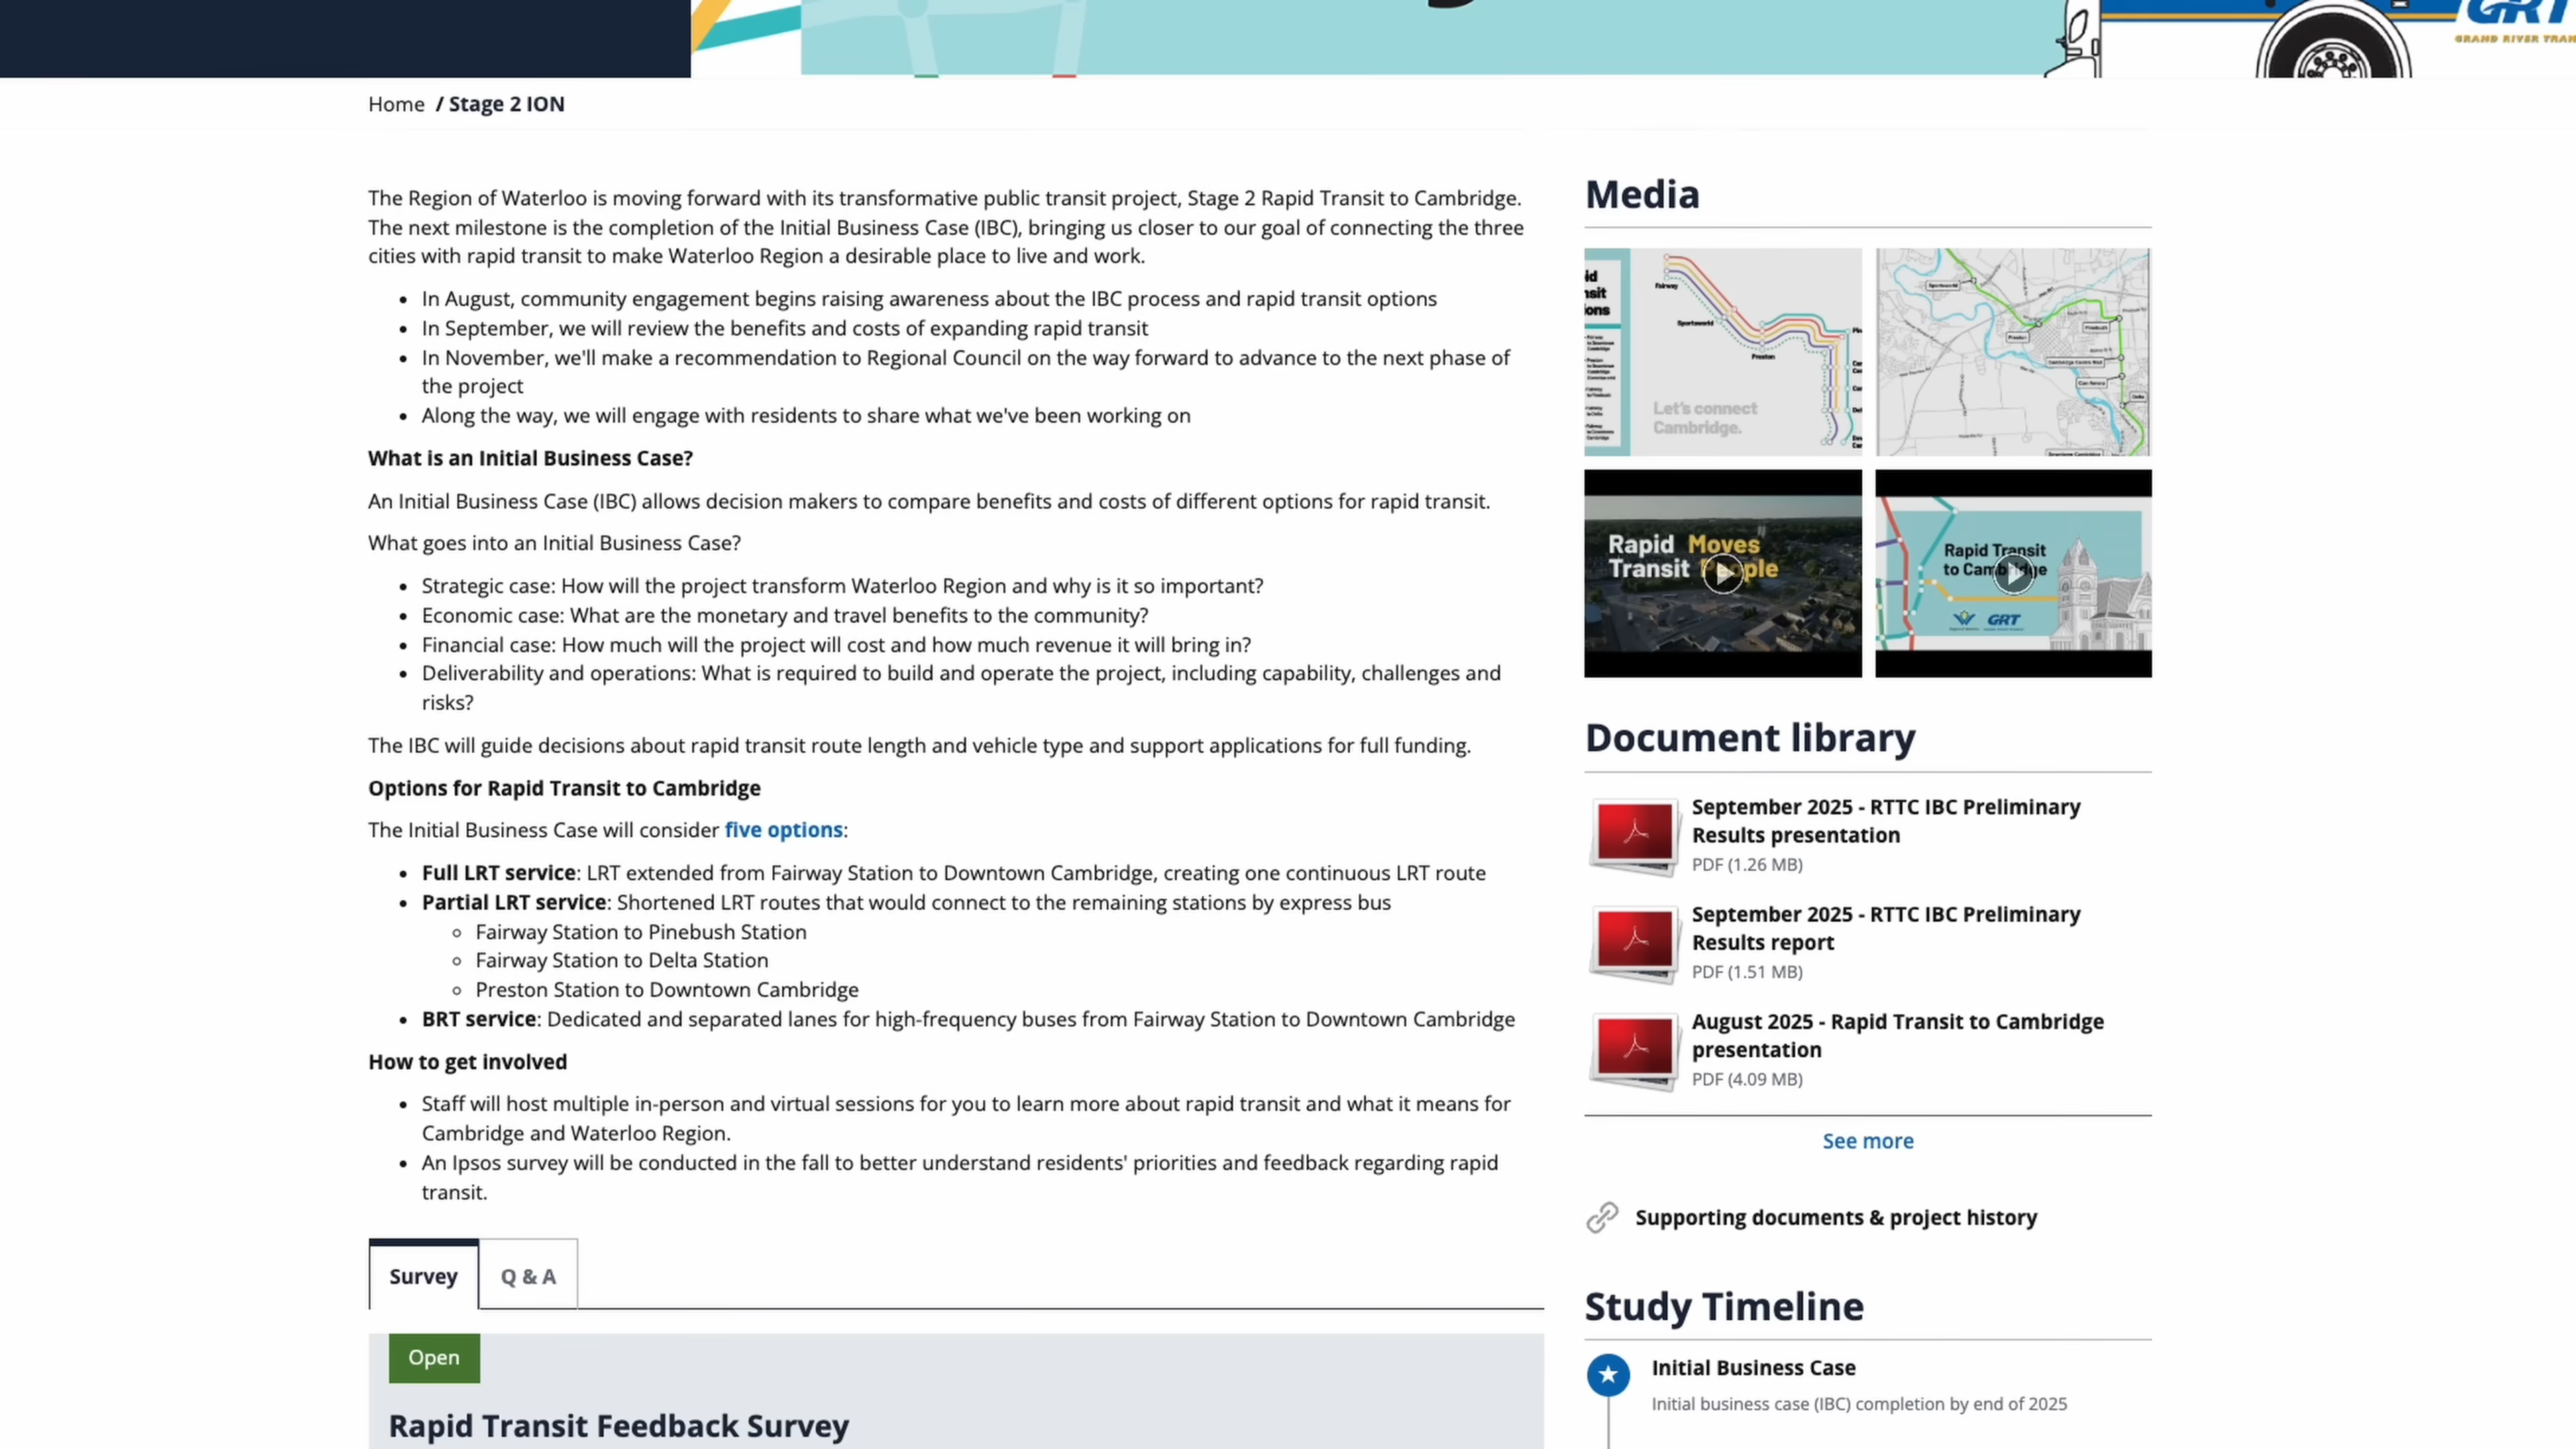 GRT
GRAND RIVER TRAN
Home / Stage 2 ION
The Region of Waterloo is moving forward with its transformative public transit project, Stage 2 Rapid Transit to Cambridge.
The next milestone is the completion of the Initial Business Case (IBC), bringing us closer to our goal of connecting the three
cities with rapid transit to make Waterloo Region a desirable place to live and work.
• In August, community engagement begins raising awareness about the IBC process and rapid transit options
• In September, we will review the benefits and costs of expanding rapid transit
• In November, we'll make a recommendation to Regional Council on the way forward to advance to the next phase of
the project
• Along the way, we will engage with residents to share what we've been working on
What is an Initial Business Case?
An Initial Business Case (IBC) allows decision makers to compare benefits and costs of different options for rapid transit.
What goes into an Initial Business Case?
• Strategic case: How will the project transform Waterloo Region and why is it so important?
• Economic case: What are the monetary and travel benefits to the community?
• Financial case: How much will the project will cost and how much revenue it will bring in?
• Deliverability and operations: What is required to build and operate the project, including capability, challenges and
risks?
The IBC will guide decisions about rapid transit route length and vehicle type and support applications for full funding.
Options for Rapid Transit to Cambridge
The Initial Business Case will consider five options:
• Full LRT service: LRT extended from Fairway Station to Downtown Cambridge, creating one continuous LRT route
• Partial LRT service: Shortened LRT routes that would connect to the remaining stations by express bus
◦ Fairway Station to Pinebush Station
◦ Fairway Station to Delta Station
◦ Preston Station to Downtown Cambridge
• BRT service: Dedicated and separated lanes for high-frequency buses from Fairway Station to Downtown Cambridge
How to get involved
• Staff will host multiple in-person and virtual sessions for you to learn more about rapid transit and what it means for
Cambridge and Waterloo Region.
• An Ipsos survey will be conducted in the fall to better understand residents' priorities and feedback regarding rapid
transit.
Survey
Q & A
Open
Rapid Transit Feedback Survey
Media
Fairway
Sportsworld
Preston
Let's connect
Cambridge.
Sportsworld
Preston
Pinebush
Cambridge Centre Mall
Can-Amera
Delta
Rapid Moves
Transit People
Rapid Transit
to Cambridge
GRT
Document library
September 2025 - RTTC IBC Preliminary
Results presentation
PDF (1.26 MB)
September 2025 - RTTC IBC Preliminary
Results report
PDF (1.51 MB)
August 2025 - Rapid Transit to Cambridge
presentation
PDF (4.09 MB)
See more
Supporting documents & project history
Study Timeline
Initial Business Case
Initial business case (IBC) completion by end of 2025